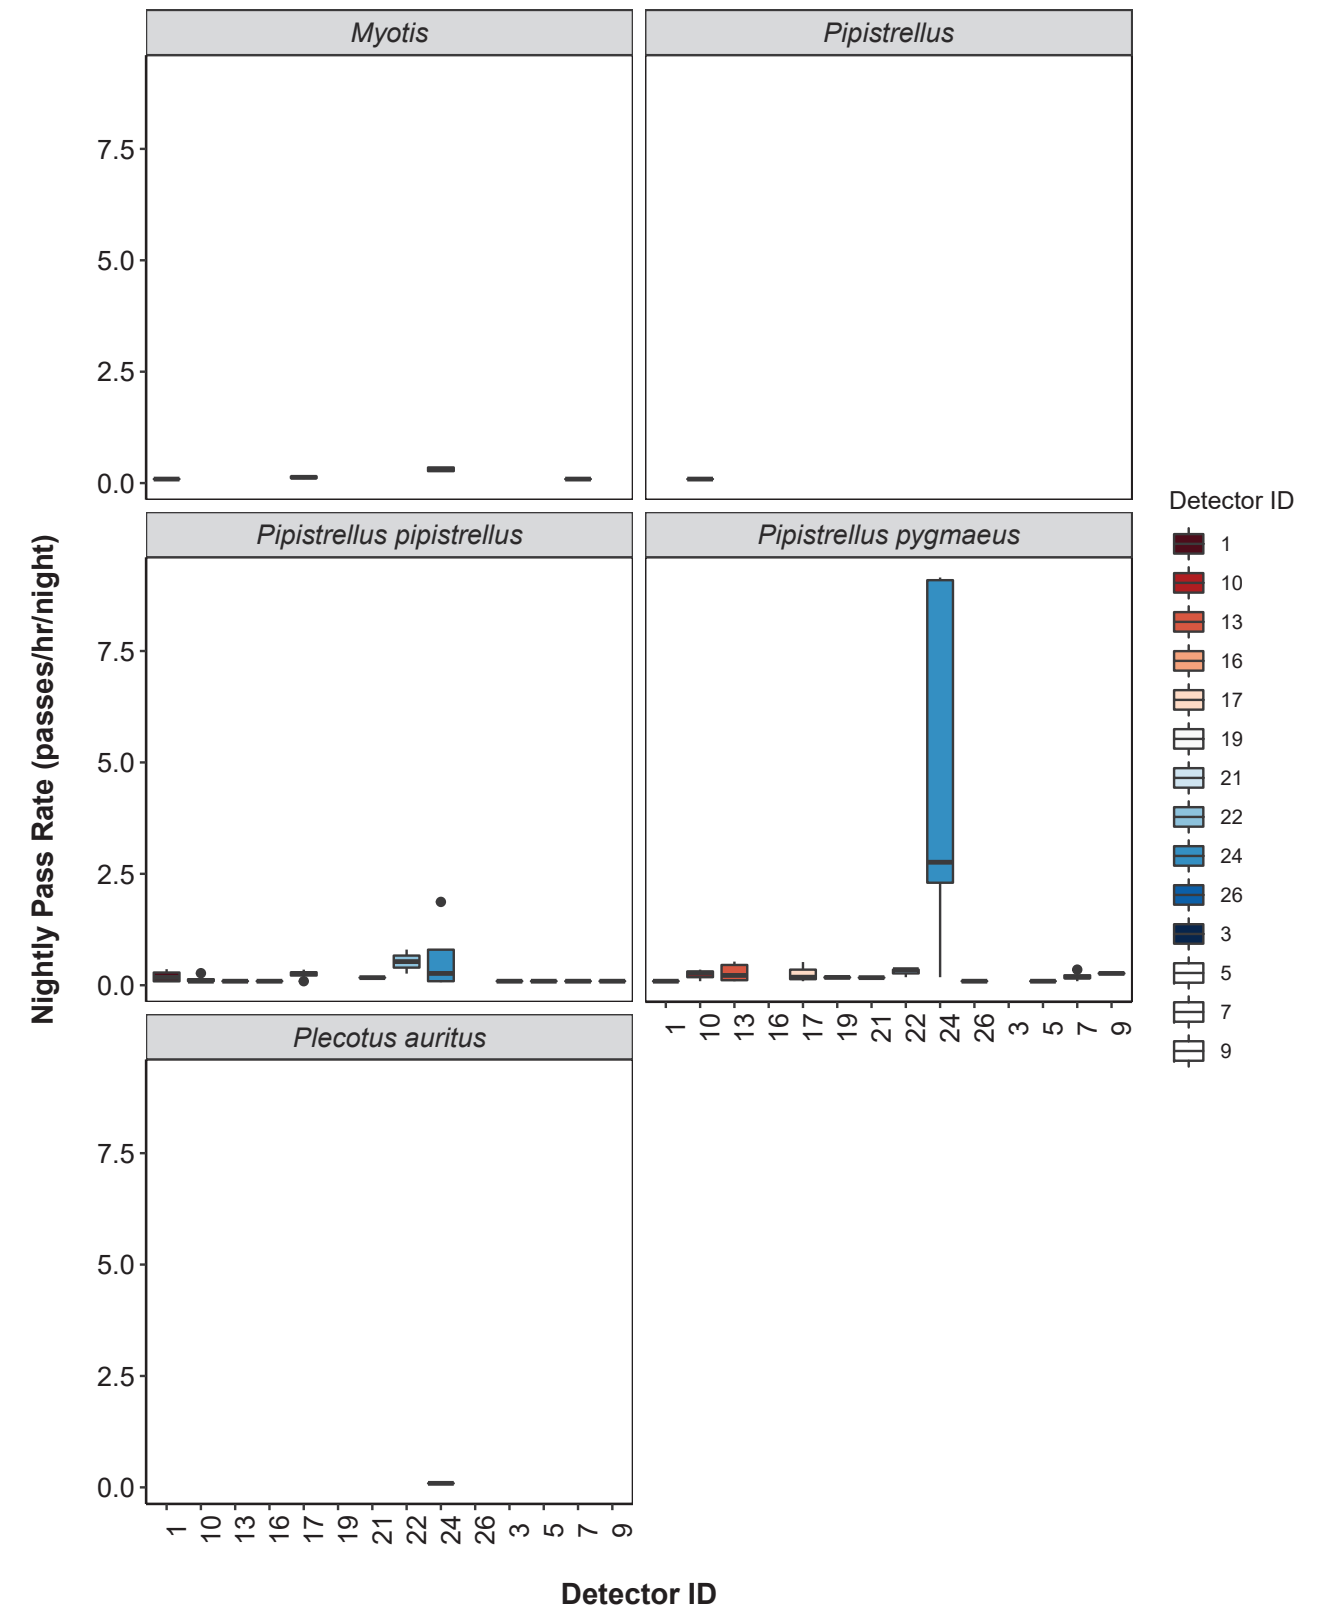 Myotis
Pipistrellus
7.5
5.0
2.5
0.0
Pipistrellus pipistrellus
Pipistrellus pygmaeus
7.5
5.0
2.5
0.0
1 10 13 16 17 19 21 22 24 26 3 5 7 9
Plecotus auritus
7.5
5.0
2.5
0.0
1 10 13 16 17 19 21 22 24 26 3 5 7 9
Nightly Pass Rate (passes/hr/night)
Detector ID
Detector ID
1
10
13
16
17
19
21
22
24
26
3
5
7
9